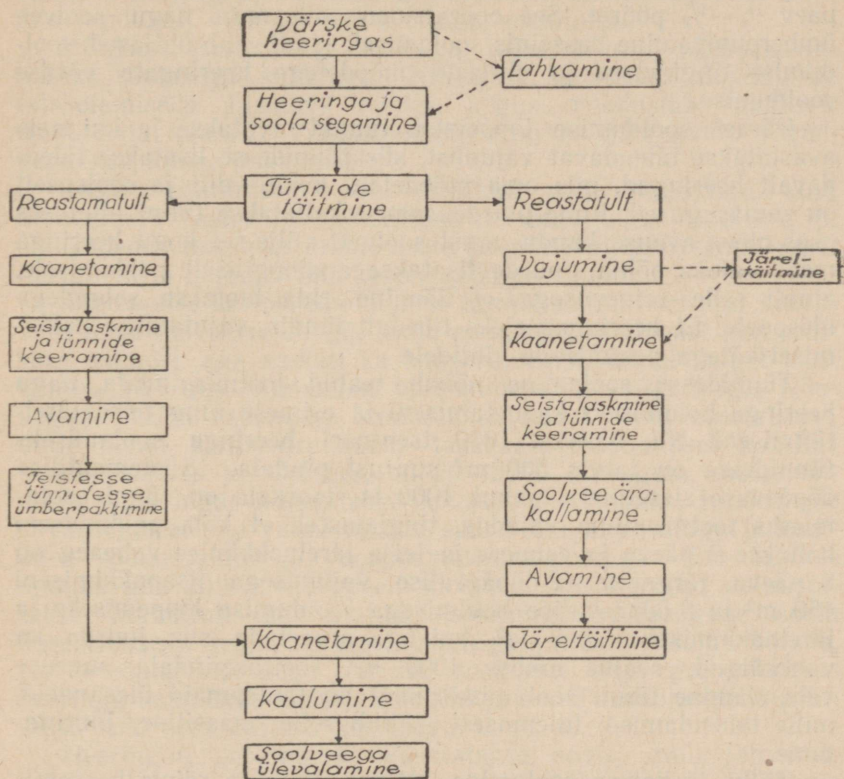 Värske
heeringas
Lahkamine
Heeringa ja
soola segamine
Tünnide
täitmine
Reastamatult
Reastatult
Kaanetamine
Vajumine
Järel-
täitmine
Seista laskmine
ja tünnide
keeramine
Kaanetamine
Avamine
Seista laskmine
ja tünnide
keeramine
Teistesse
tünnidesse
ümberpakkimine
Soolvee ära-
kallamine
Avamine
Kaanetamine
Järeltäitmine
Kaalumine
Soolveega
ülevalamine